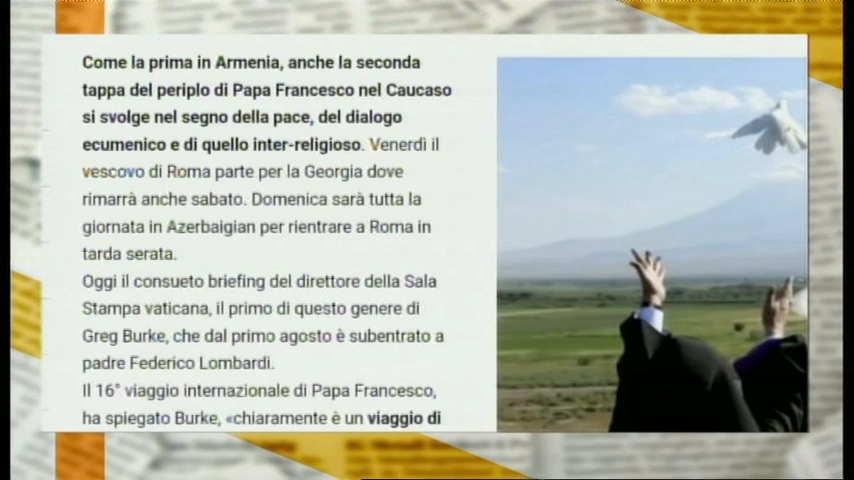 Come la prima in Armenia, anche la seconda
tappa del periplo di Papa Francesco nel Caucaso
si svolge nel segno della pace, del dialogo
ecumenico e di quello inter-religioso. Venerdì il
vescovo di Roma parte per la Georgia dove
rimarrà anche sabato. Domenica sarà tutta la
giornata in Azerbaigian per rientrare a Roma in
tarda serata.
Oggi il consueto briefing del direttore della Sala
Stampa vaticana, il primo di questo genere di
Greg Burke, che dal primo agosto è subentrato a
padre Federico Lombardi.
Il 16° viaggio internazionale di Papa Francesco,
ha spiegato Burke, «chiaramente è un viaggio di